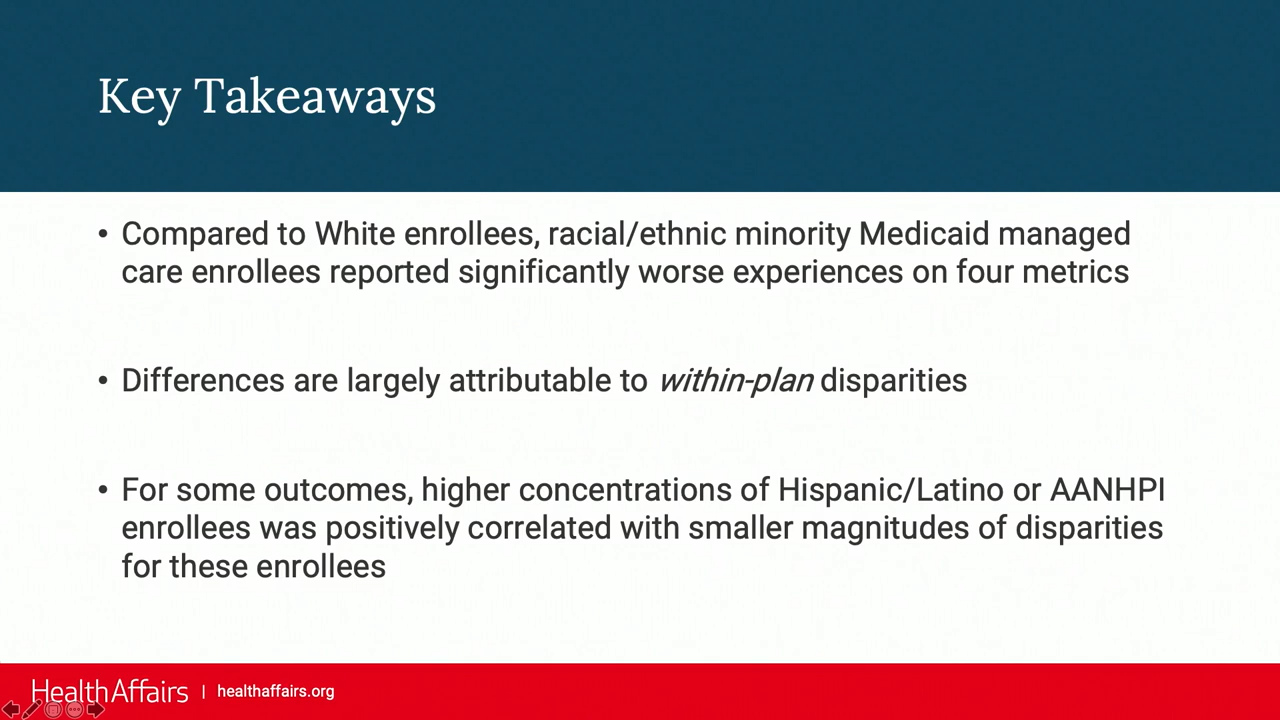 Key Takeaways
• Compared to White enrollees, racial/ethnic minority Medicaid managed
care enrollees reported significantly worse experiences on four metrics
• Differences are largely attributable to within-plan disparities
• For some outcomes, higher concentrations of Hispanic/Latino or AANHPI
enrollees was positively correlated with smaller magnitudes of disparities
for these enrollees
HealthAffairs | healthaffairs.org